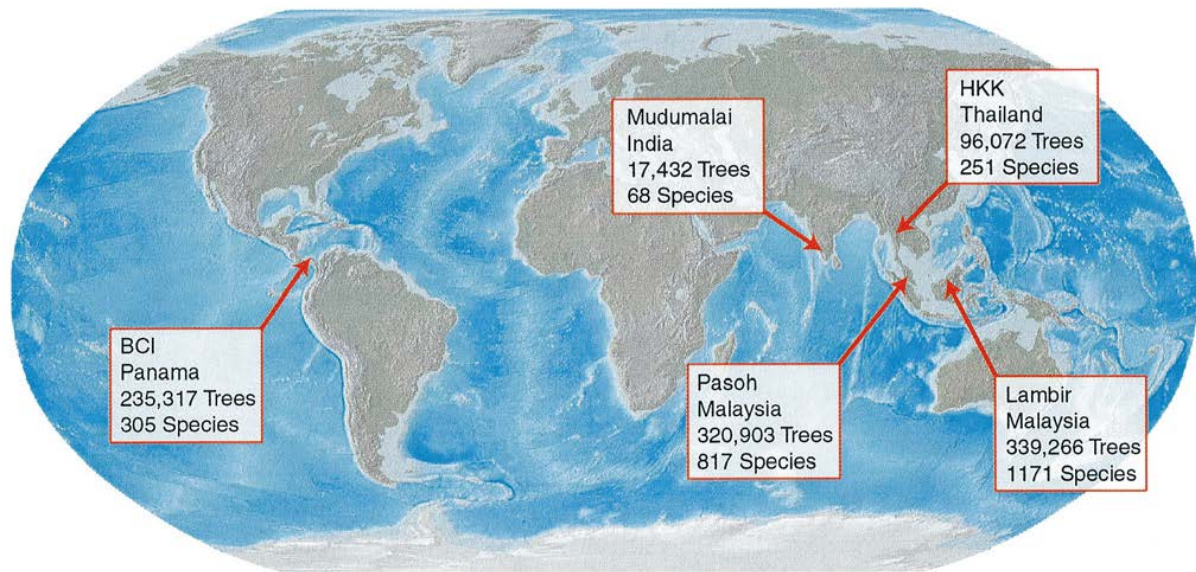 Mudumalai
India
17,432 Trees
68 Species
HKK
Thailand
96,072 Trees
251 Species
BCI
Panama
235,317 Trees
305 Species
Pasoh
Malaysia
320,903 Trees
817 Species
Lambir
Malaysia
339,266 Trees
1171 Species